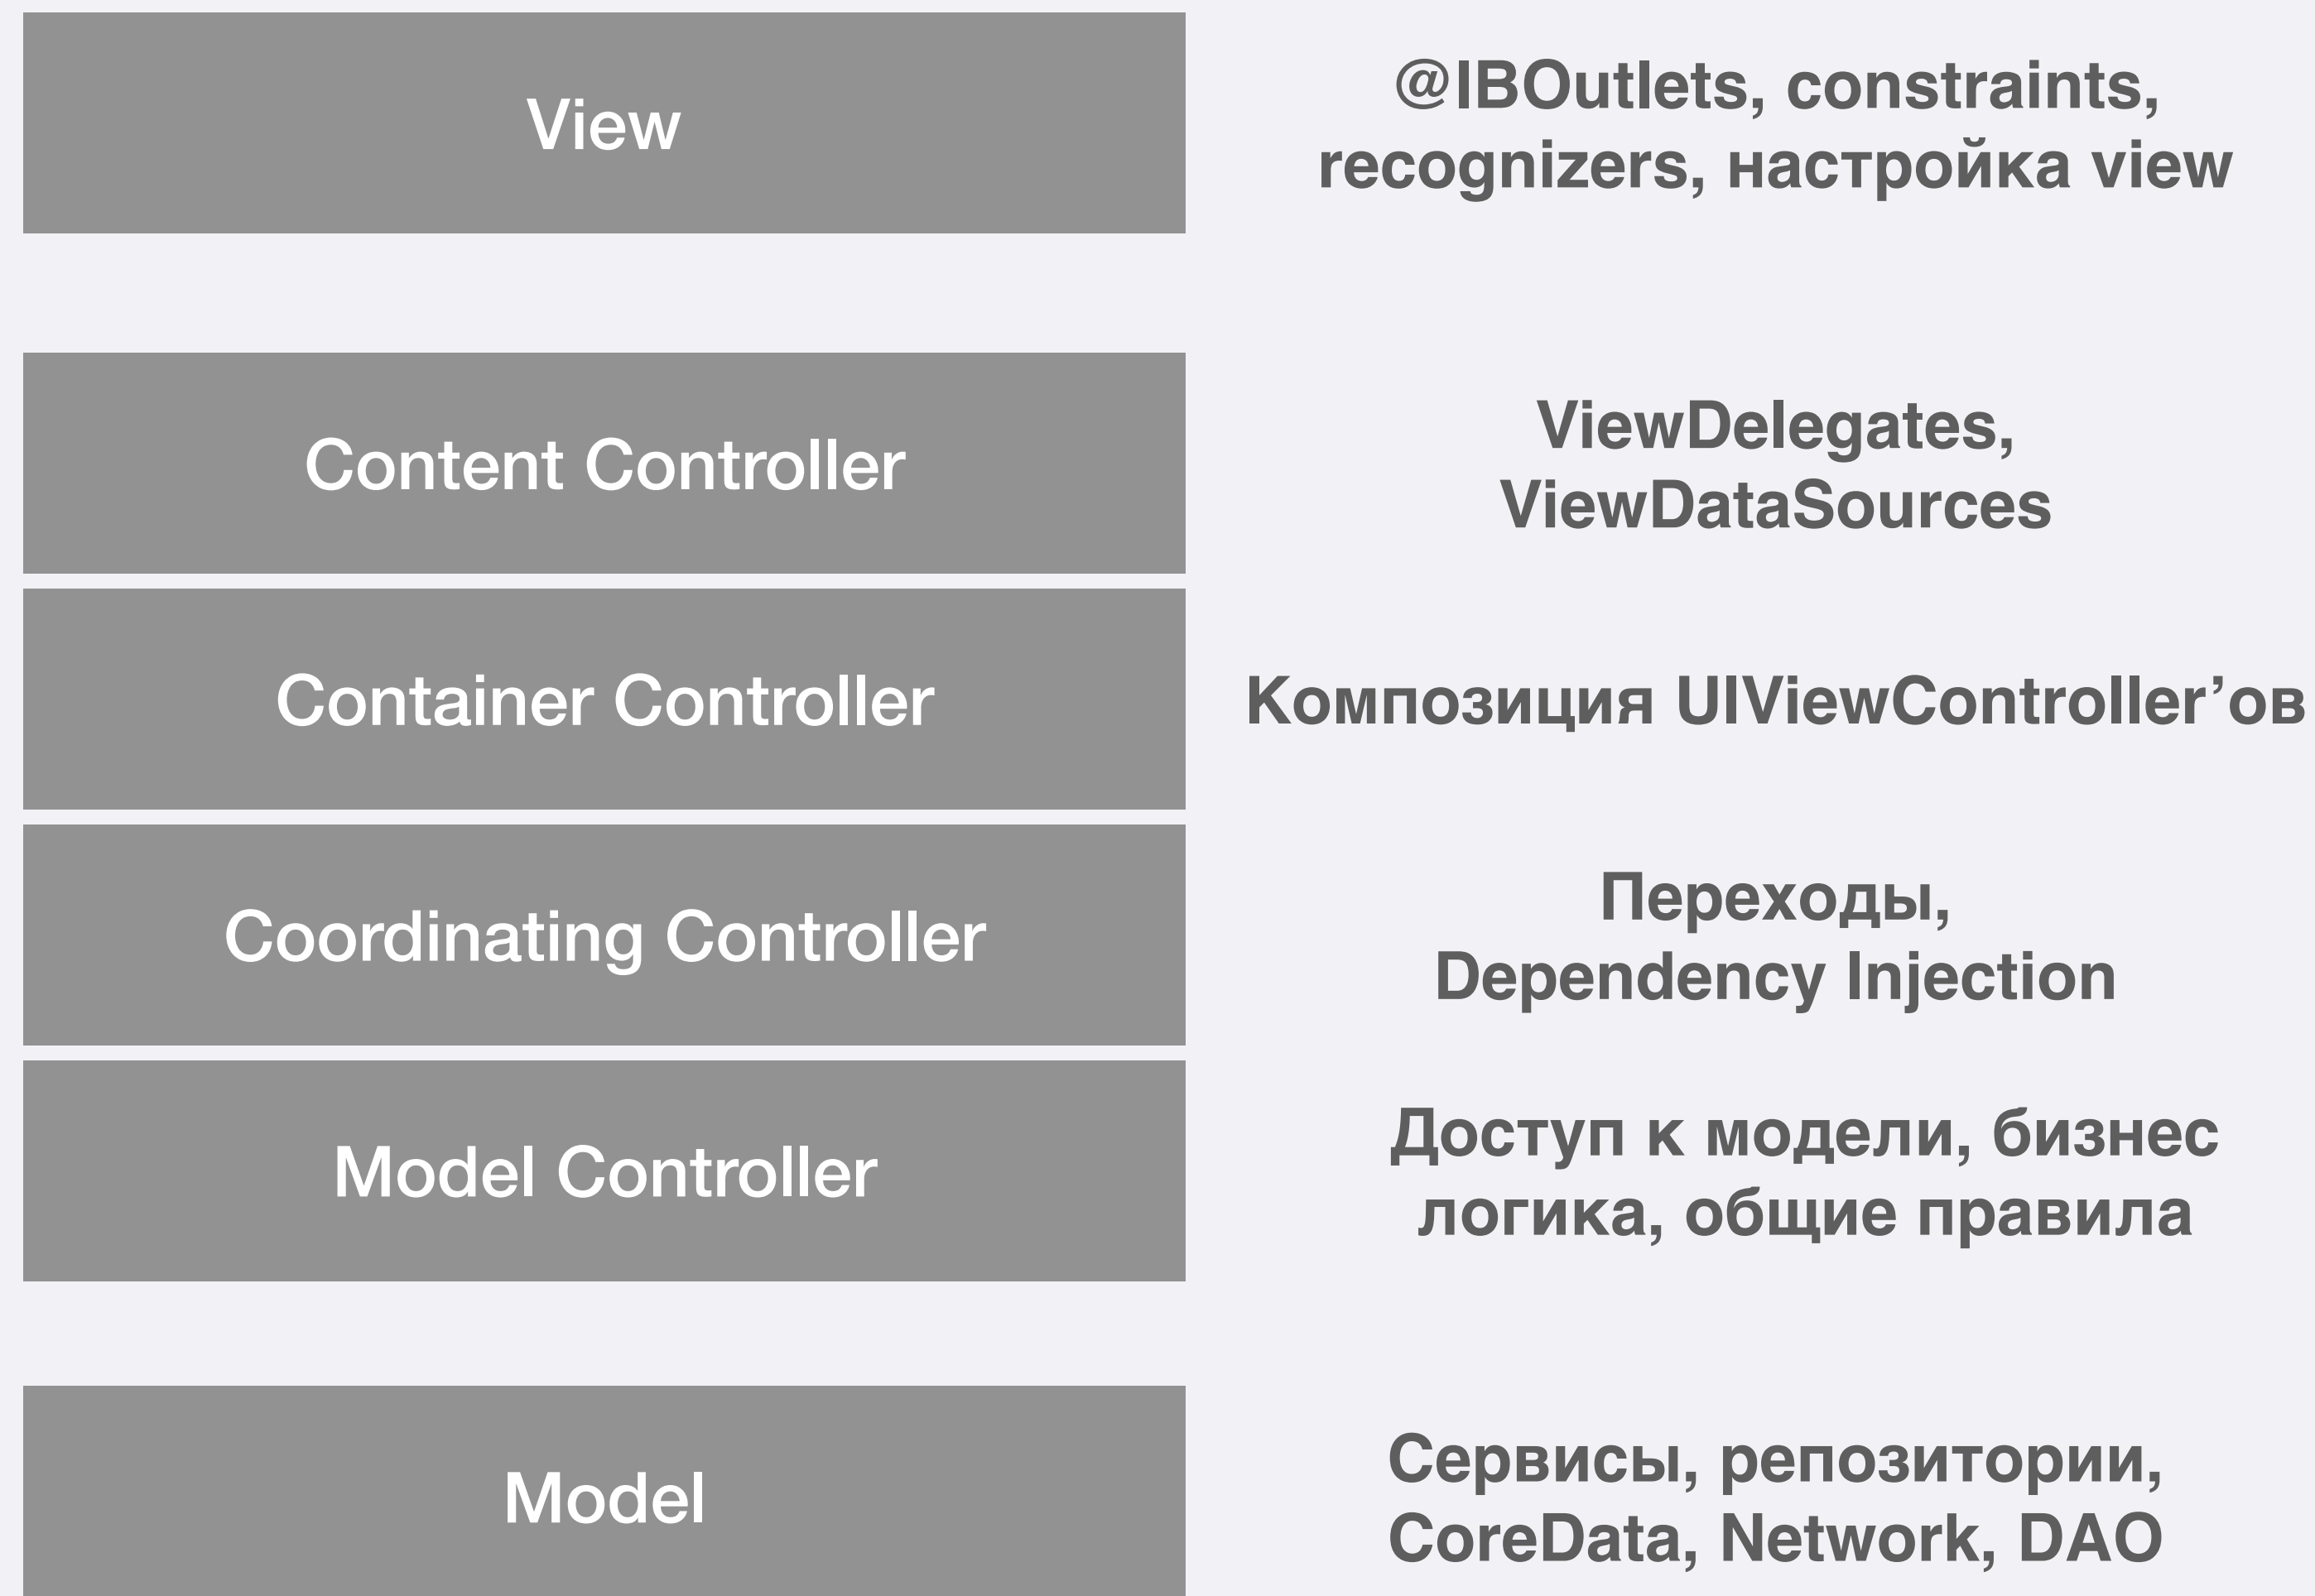 View
@IBOutlets, constraints,
recognizers, настройка view
Content Controller
ViewDelegates,
ViewDataSources
Container Controller
Композиция UIViewController’ов
Coordinating Controller
Переходы,
Dependency Injection
Model Controller
Доступ к модели, бизнес
логика, общие правила
Model
Сервисы, репозитории,
CoreData, Network, DAO